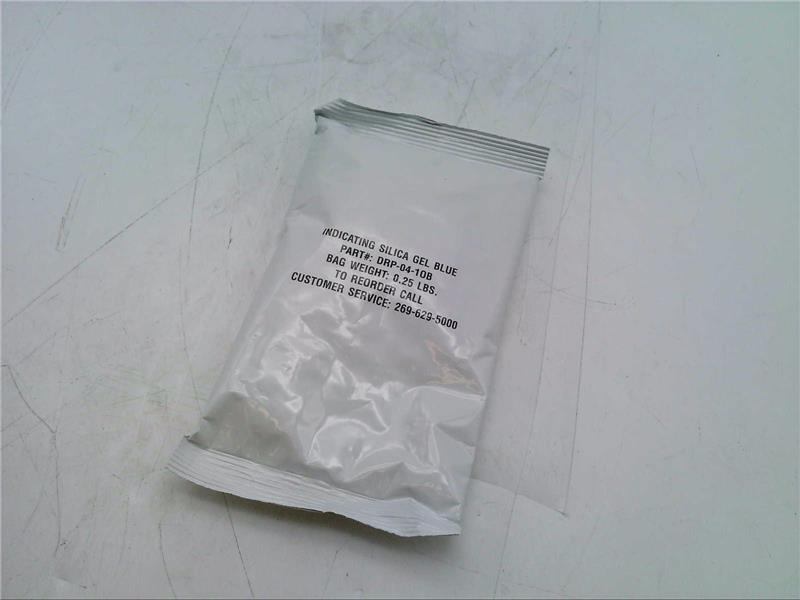 INDICATING SILICA GEL BLUE
PART#: DRP-04-10B
BAG WEIGHT: 0.25 LBS.
TO REORDER CALL
CUSTOMER SERVICE: 269-629-5000